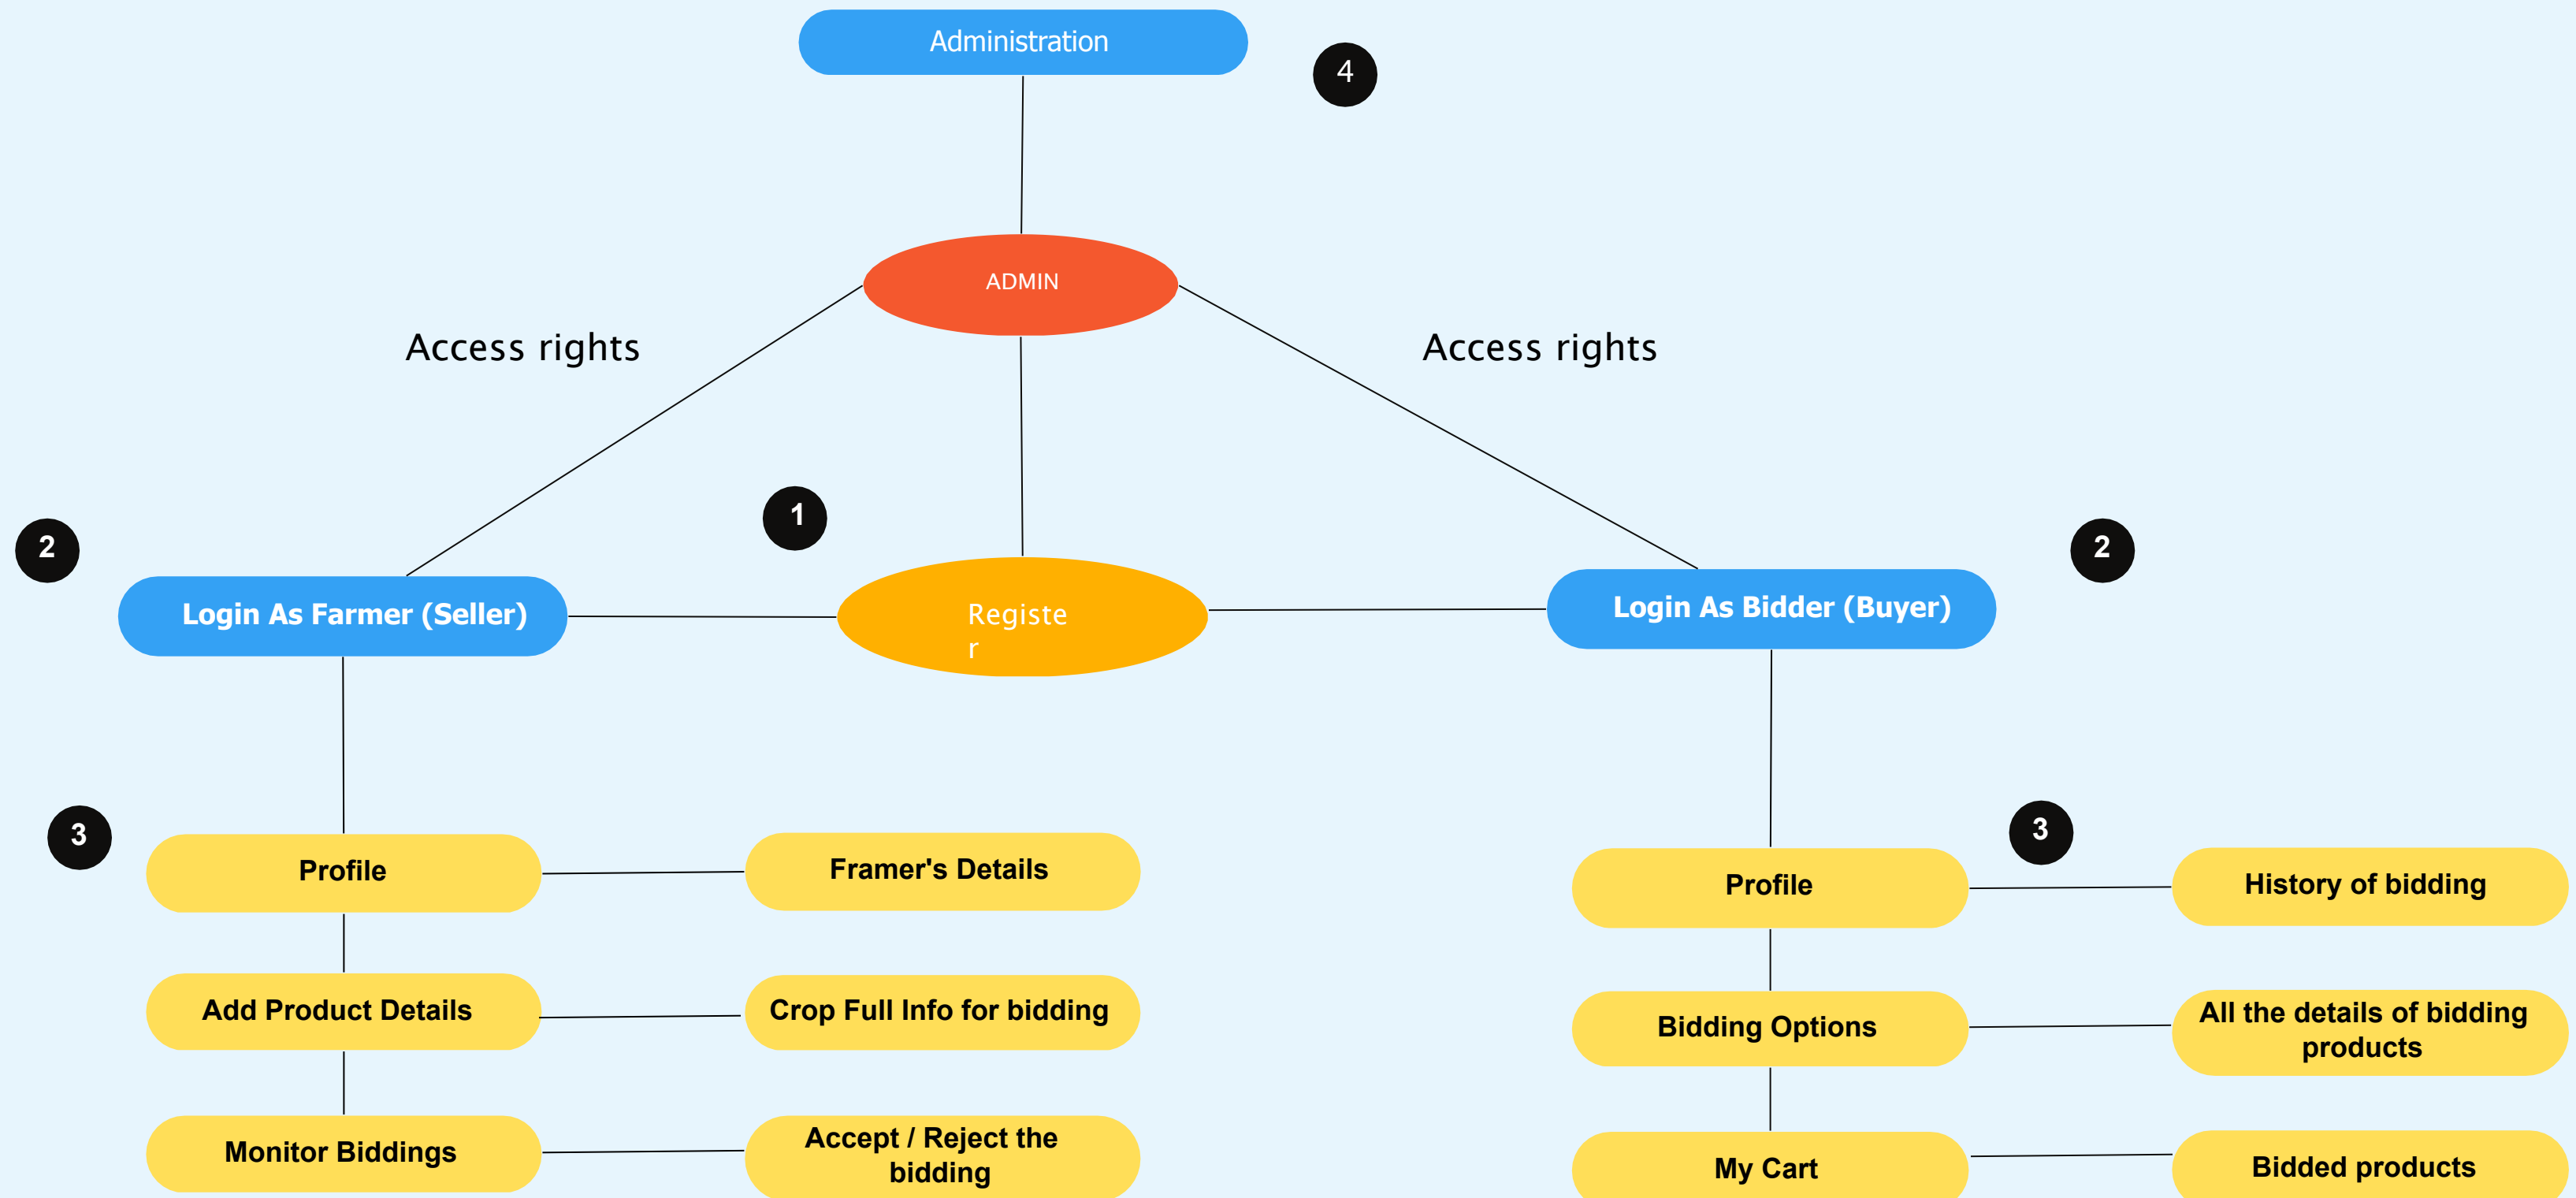 Administration
4
ADMIN
Access rights
Access rights
1
2
2
Login As Farmer (Seller)
Registe
r
Login As Bidder (Buyer)
3
3
Profile
Framer's Details
Profile
History of bidding
Add Product Details
Crop Full Info for bidding
Bidding Options
All the details of bidding
products
Monitor Biddings
Accept / Reject the
bidding
My Cart
Bidded products